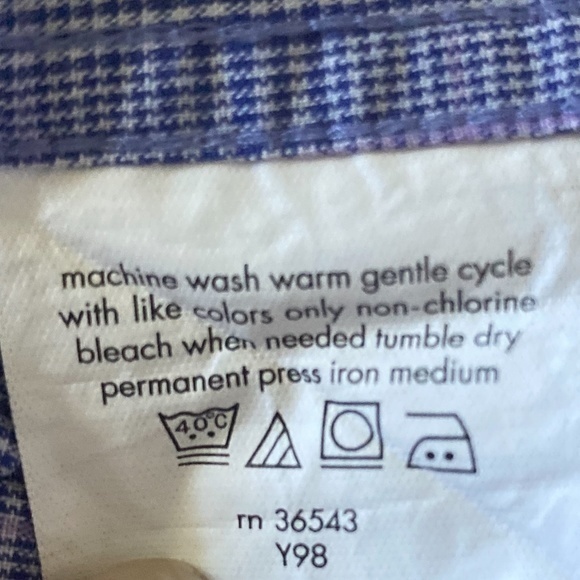 machine wash warm gentle cycle
with like colors only non-chlorine
bleach when needed tumble dry
permanent press iron medium
40°C
rn 36543
Y98